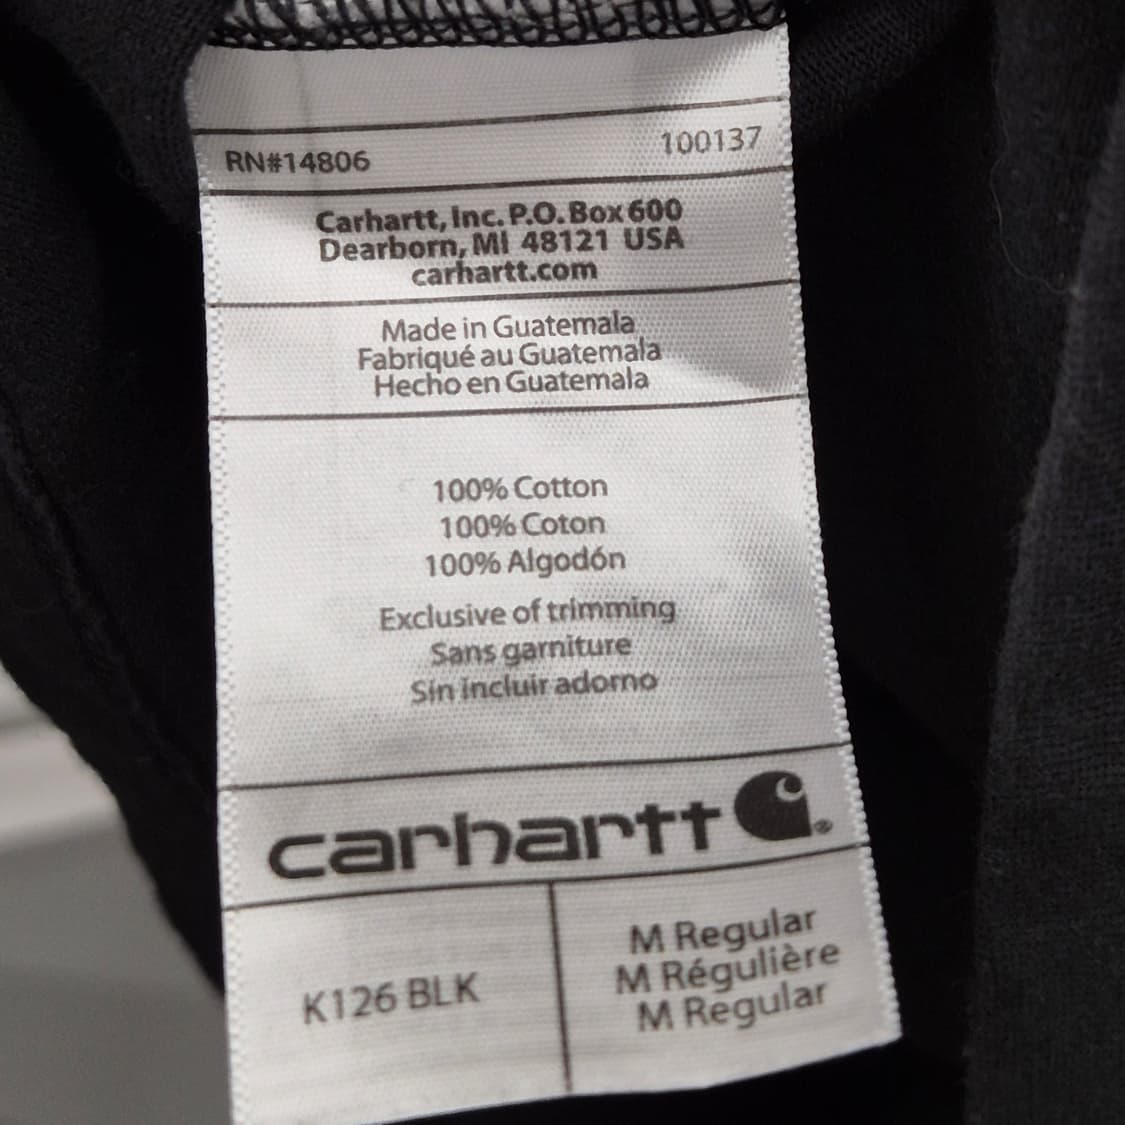 RN#14806 100137
Carhartt, Inc. P.O. Box 600
Dearborn, MI 48121 USA
carhartt.com
Made in Guatemala
Fabriqué au Guatemala
Hecho en Guatemala
100% Cotton
100% Coton
100% Algodón
Exclusive of trimming
Sans garniture
Sin incluir adorno
carhartt ®
K126 BLK
M Regular
M Régulière
M Regular